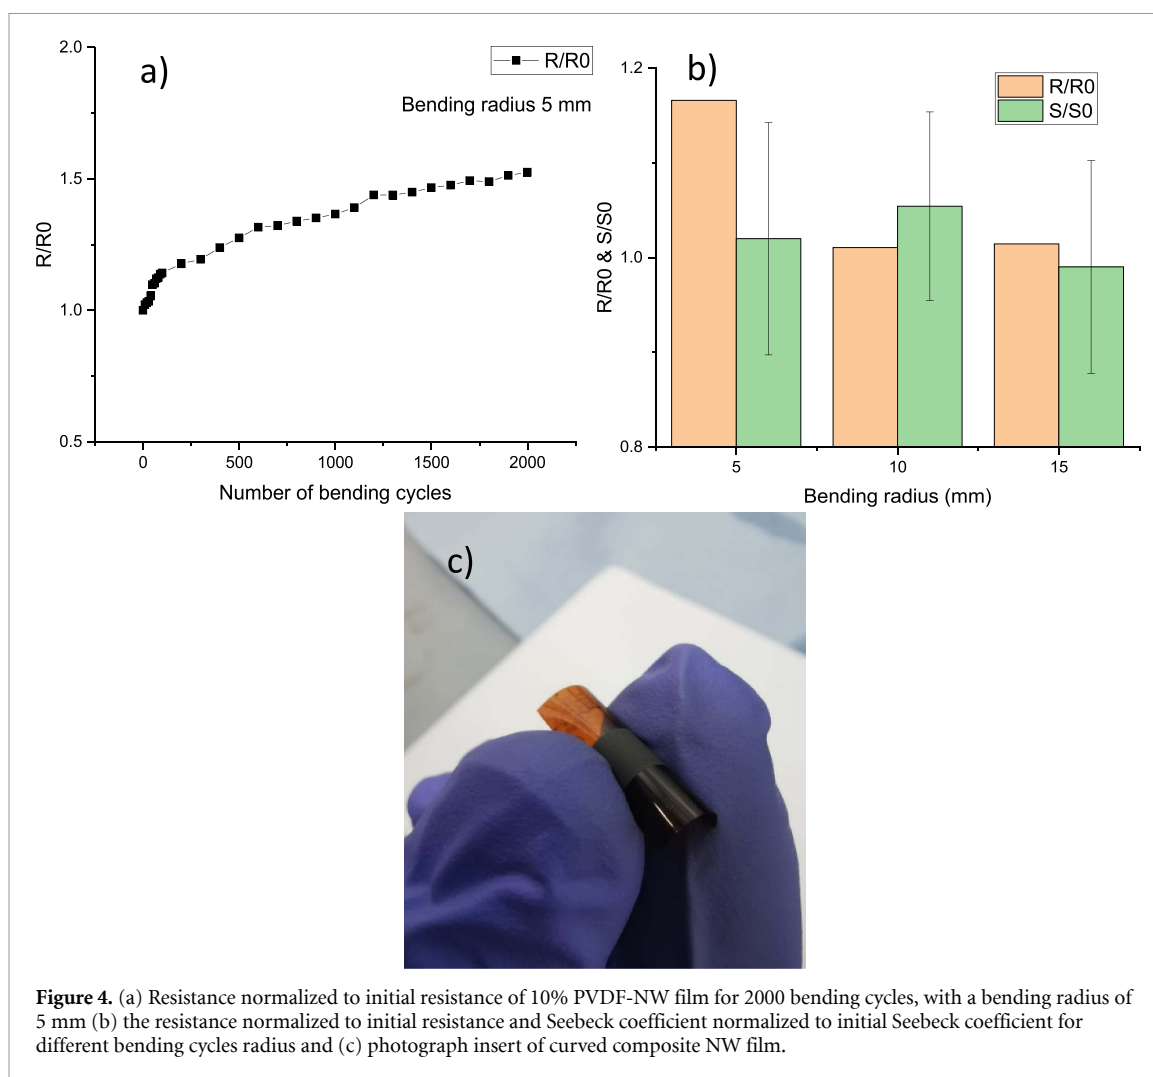 a)
R/R0
Bending radius 5 mm
2.0
1.5
1.0
0.5
R/R0
0
500
1000
1500
2000
Number of bending cycles
b)
R/R0
S/S0
1.2
1.0
0.8
R/R0 & S/S0
5
10
15
Bending radius (mm)
c)
Figure 4. (a) Resistance normalized to initial resistance of 10% PVDF-NW film for 2000 bending cycles, with a bending radius of
5 mm (b) the resistance normalized to initial resistance and Seebeck coefficient normalized to initial Seebeck coefficient for
different bending cycles radius and (c) photograph insert of curved composite NW film.